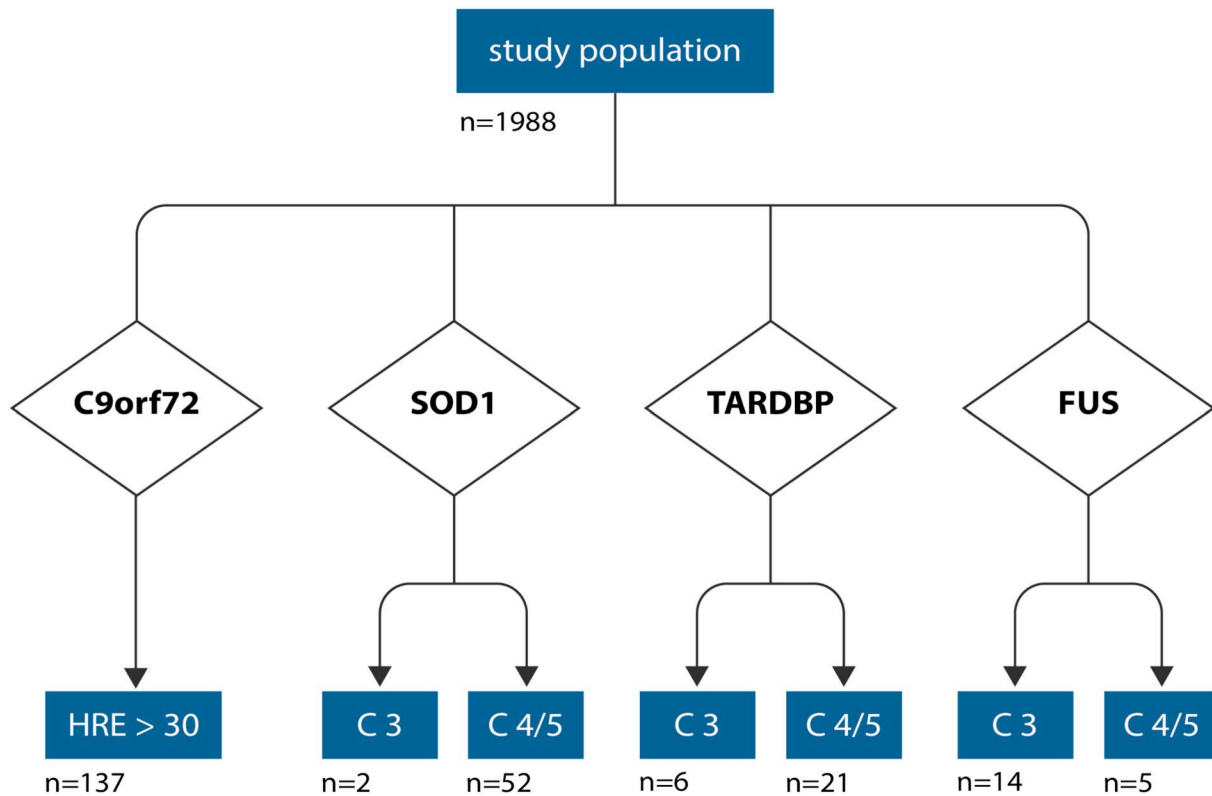 study population
n=1988
C9orf72
SOD1
TARDBP
FUS
HRE > 30
C 3
C 4/5
C 3
C 4/5
C 3
C 4/5
n=137
n=2
n=52
n=6
n=21
n=14
n=5